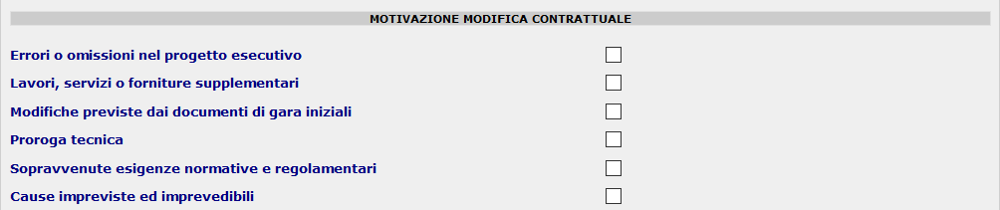 MOTIVAZIONE MODIFICA CONTRATTUALE
Errori o omissioni nel progetto esecutivo
Lavori, servizi o forniture supplementari
Modifiche previste dai documenti di gara iniziali
Proroga tecnica
Sopravvenute esigenze normative e regolamentari
Cause impreviste ed imprevedibili